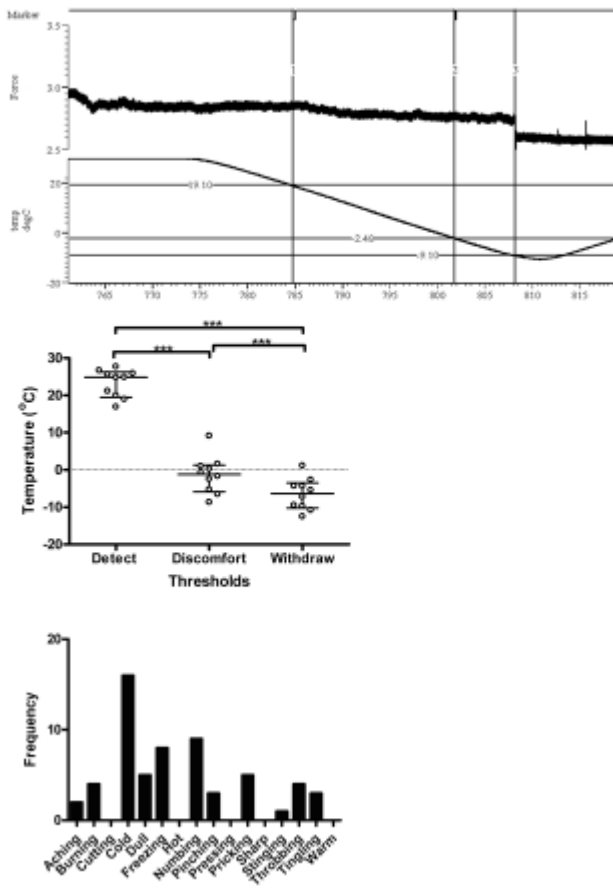 Marker
3.5
3.0
2.5
Force
1 2 3
20
0
-20
temp
degC
19.10
-2.40
-9.10
765 770 775 780 785 790 795 800 805 810 815
***
*** ***
30
20
10
0
-10
-20
Temperature (°C)
Detect Discomfort Withdraw
Thresholds
20
10
0
Frequency
Aching
Burning
Cutting
Cold
Dull
Freezing
Hot
Numbing
Pinching
Pressing
Pricking
Sharp
Stinging
Throbbing
Tingling
Warm